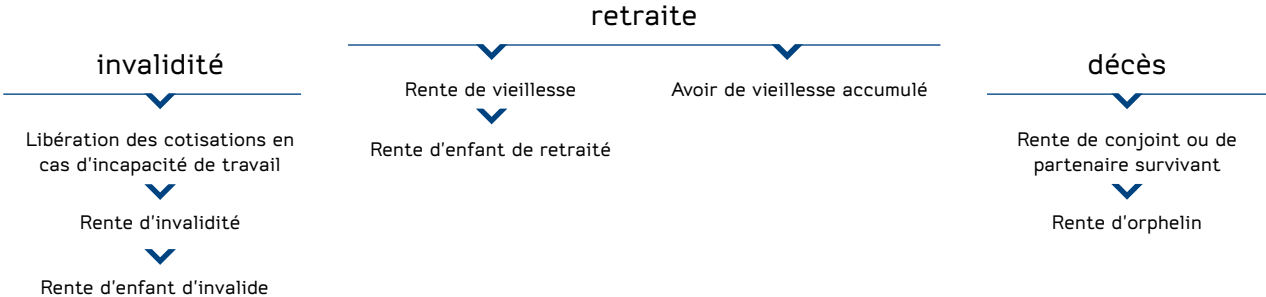 retraite
invalidité
décès
Rente de vieillesse
Avoir de vieillesse accumulé
Rente d'enfant de retraité
Libération des cotisations en
cas d'incapacité de travail
Rente d'invalidité
Rente d'enfant d'invalide
Rente de conjoint ou de
partenaire survivant
Rente d'orphelin